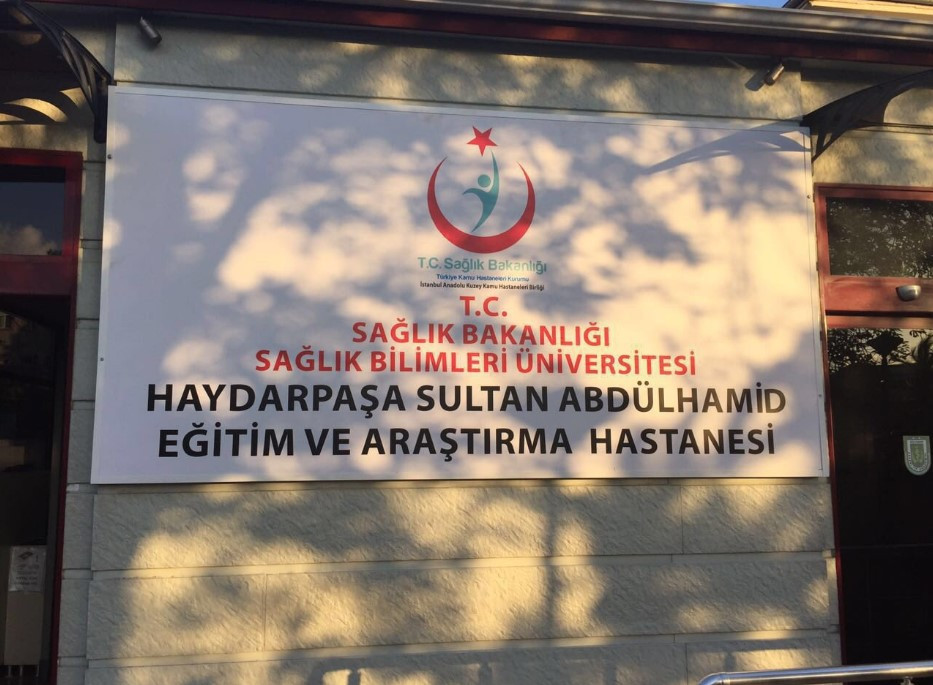 T.C. Sağlık Bakanlığı
Türkiye Kamu Hastaneleri Kurumu
İstanbul Anadolu Kuzey Kamu Hastaneleri Birliği
T.C.
SAĞLIK BAKANLIĞI
SAĞLIK BİLİMLERİ ÜNİVERSİTESİ
HAYDARPAŞA SULTAN ABDÜLHAMİD
EĞİTİM VE ARAŞTIRMA HASTANESİ